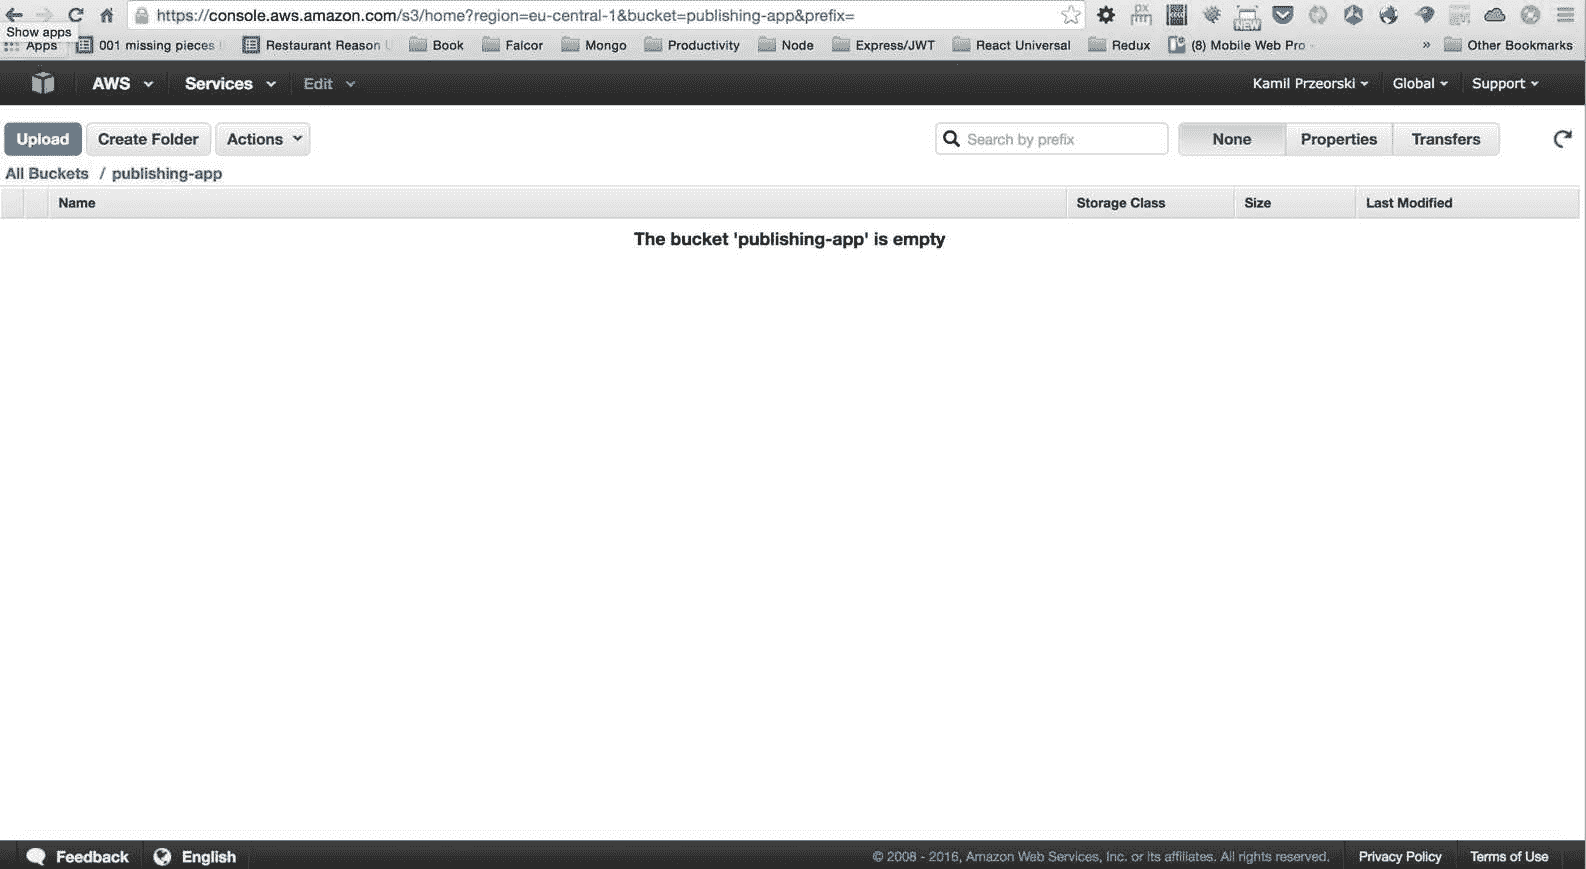 https://console.aws.amazon.com/s3/home?region=eu-central-1&bucket=publishing-app&prefix=
Show apps
Apps 001 missing pieces Restaurant Reason Book Falcor Mongo Productivity Node Express/JWT React Universal Redux (8) Mobile Web Pro » Other Bookmarks
NEW
AWS Services Edit Kamil Przeorski Global Support
Upload Create Folder Actions Search by prefix None Properties Transfers
All Buckets / publishing-app
Name Storage Class Size Last Modified
The bucket 'publishing-app' is empty
Feedback English © 2008 - 2016, Amazon Web Services, Inc. or its affiliates. All rights reserved. Privacy Policy Terms of Use